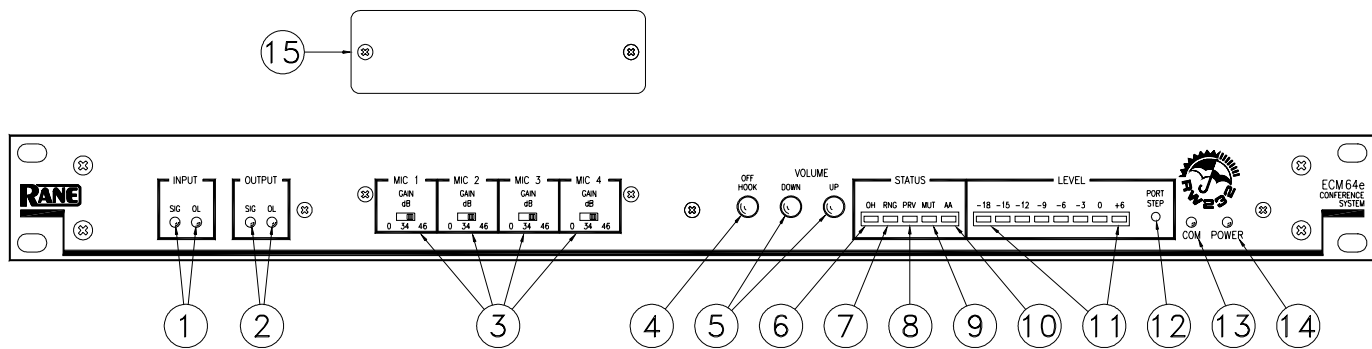 15
RANE
INPUT
SIG OL
OUTPUT
SIG OL
MIC 1
GAIN
dB
0 34 46
MIC 2
GAIN
dB
0 34 46
MIC 3
GAIN
dB
0 34 46
MIC 4
GAIN
dB
0 34 46
OFF
HOOK
VOLUME
DOWN UP
STATUS
OH RNG PRV MUT AA
LEVEL
-18 -15 -12 -9 -6 -3 0 +6
PORT
STEP
RW232
COM POWER
ECM 64e
CONFERENCE
SYSTEM
1 2 3 4 5 6 7 8 9 10 11 12 13 14